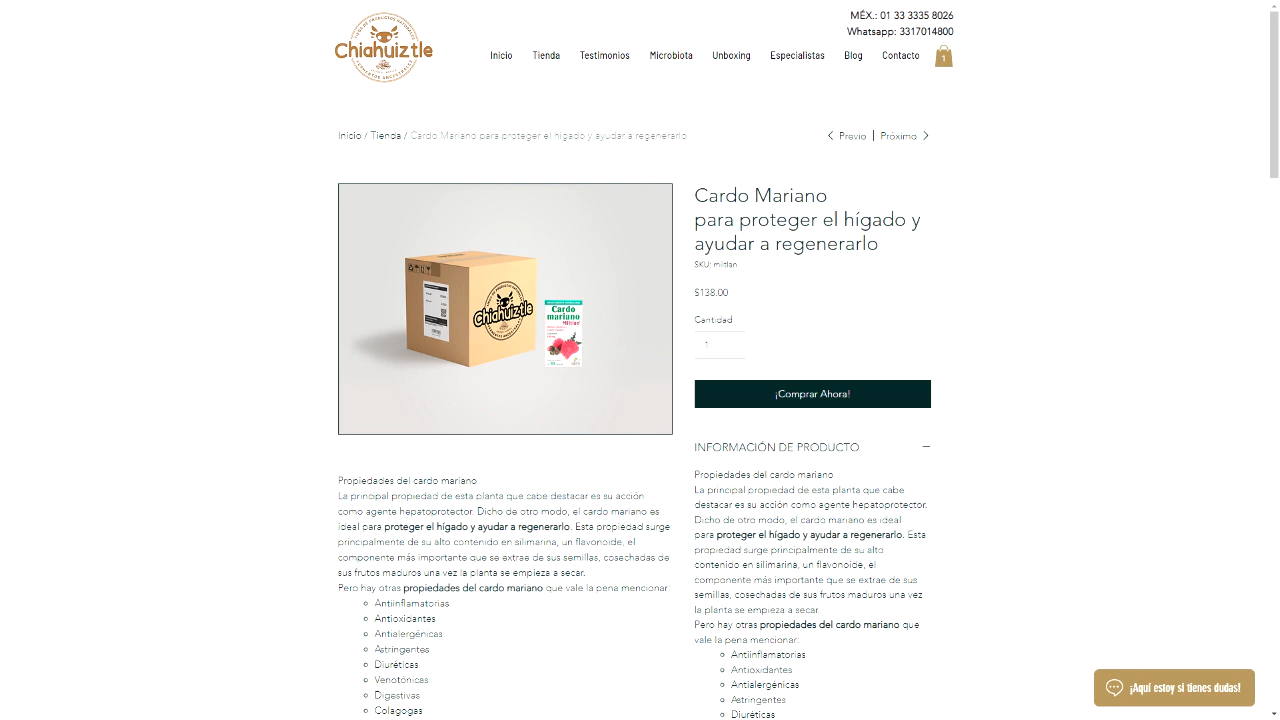 MÉX.: 01 33 3335 8026
Whatsapp: 3317014800
Chiahuiztle
Inicio
Tienda
Testimonios
Microbiota
Unboxing
Especialistas
Blog
Contacto
1
Inicio / Tienda / Cardo Mariano para proteger el hígado y ayudar a regenerarlo
Previo
Próximo
Chiahuiztle
Cardo
mariano
Cardo Mariano
para proteger el hígado y
ayudar a regenerarlo
SKU: miitlan
$138.00
Cantidad
1
¡Comprar Ahora!
INFORMACIÓN DE PRODUCTO
Propiedades del cardo mariano
La principal propiedad de esta planta que cabe
destacar es su acción como agente hepatoprotector.
Dicho de otro modo, el cardo mariano es ideal
para proteger el hígado y ayudar a regenerarlo. Esta
propiedad surge principalmente de su alto
contenido en silimarina, un flavonoide, el
componente más importante que se extrae de sus
semillas, cosechadas de sus frutos maduros una vez
la planta se empieza a secar.
Pero hay otras propiedades del cardo mariano que
vale la pena mencionar:
Antiinflamatorias
Antioxidantes
Antialergénicas
Astringentes
Diuréticas
Propiedades del cardo mariano
La principal propiedad de esta planta que cabe destacar es su acción
como agente hepatoprotector. Dicho de otro modo, el cardo mariano es
ideal para proteger el hígado y ayudar a regenerarlo. Esta propiedad surge
principalmente de su alto contenido en silimarina, un flavonoide, el
componente más importante que se extrae de sus semillas, cosechadas de
sus frutos maduros una vez la planta se empieza a secar.
Pero hay otras propiedades del cardo mariano que vale la pena mencionar:
Antiinflamatorias
Antioxidantes
Antialergénicas
Astringentes
Diuréticas
Venotónicas
Digestivas
Colagogas
¡Aquí estoy si tienes dudas!